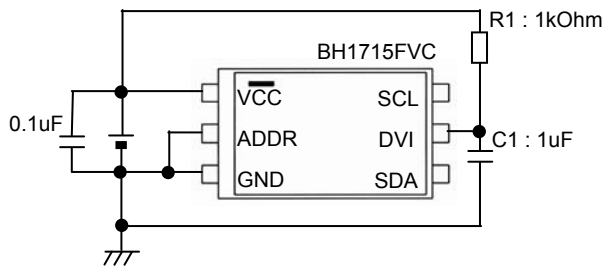 R1 : 1kOhm
BH1715FVC
VCC SCL
0.1uF
ADDR DVI
C1 : 1uF
GND SDA